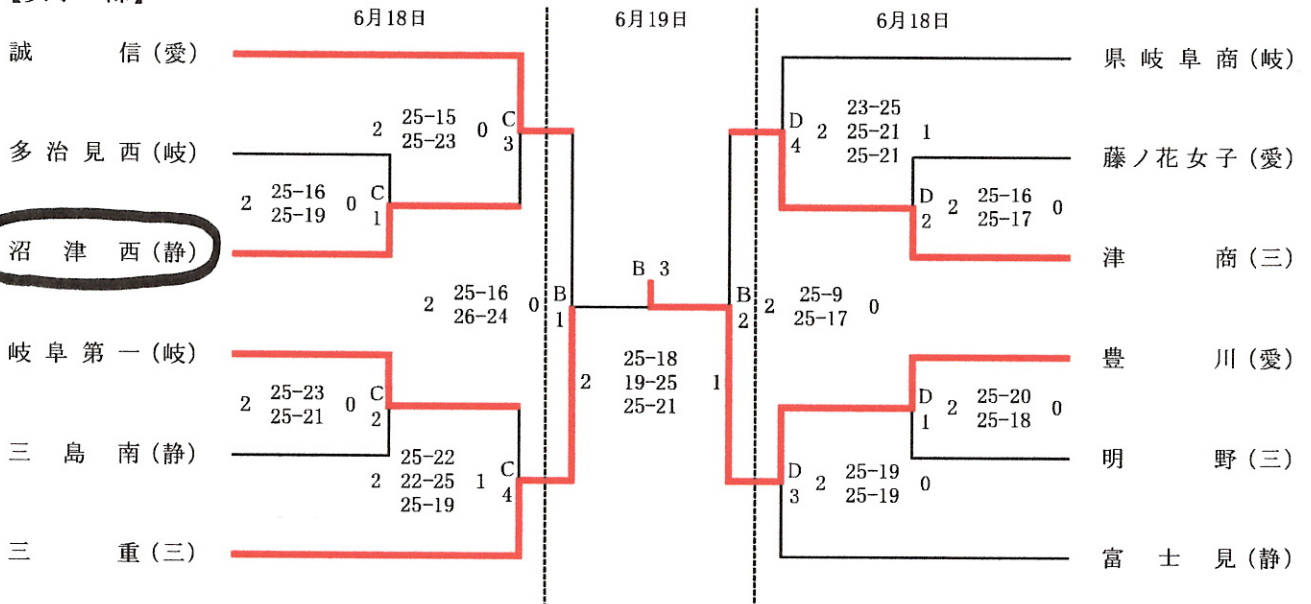 6月18日 6月19日 6月18日
誠信(愛)
多治見西(岐)
沼津西(静)
岐阜第一(岐)
三島南(静)
三重(三)
2 25-15 0 C
25-23 3
2 25-16 0 C
25-19 1
2 25-16 0 B
26-24 1
2 25-23 0 C
25-21 2
25-22
2 22-25 1 C
25-19 4
B 3
25-18
2 19-25 1
25-21
D 23-25
4 2 25-21 1
25-21
D 2 25-16 0
2 25-17
B 2 25-9 0
2 25-17
D 2 25-20 0
1 25-18
D 2 25-19 0
3 25-19
県岐阜商(岐)
藤ノ花女子(愛)
津商(三)
豊川(愛)
明野(三)
富士見(静)